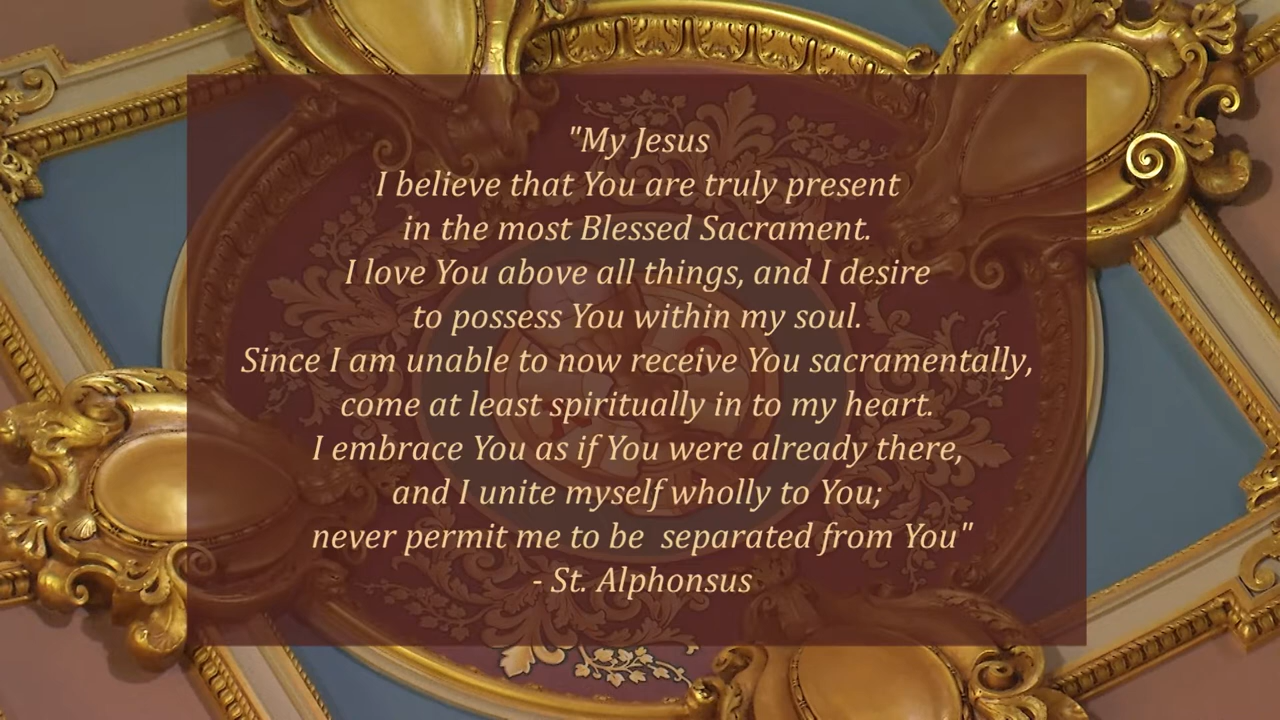 "My Jesus
I believe that You are truly present
in the most Blessed Sacrament.
I love You above all things, and I desire
to possess You within my soul.
Since I am unable to now receive You sacramentally,
come at least spiritually in to my heart.
I embrace You as if You were already there,
and I unite myself wholly to You;
never permit me to be  separated from You"
- St. Alphonsus